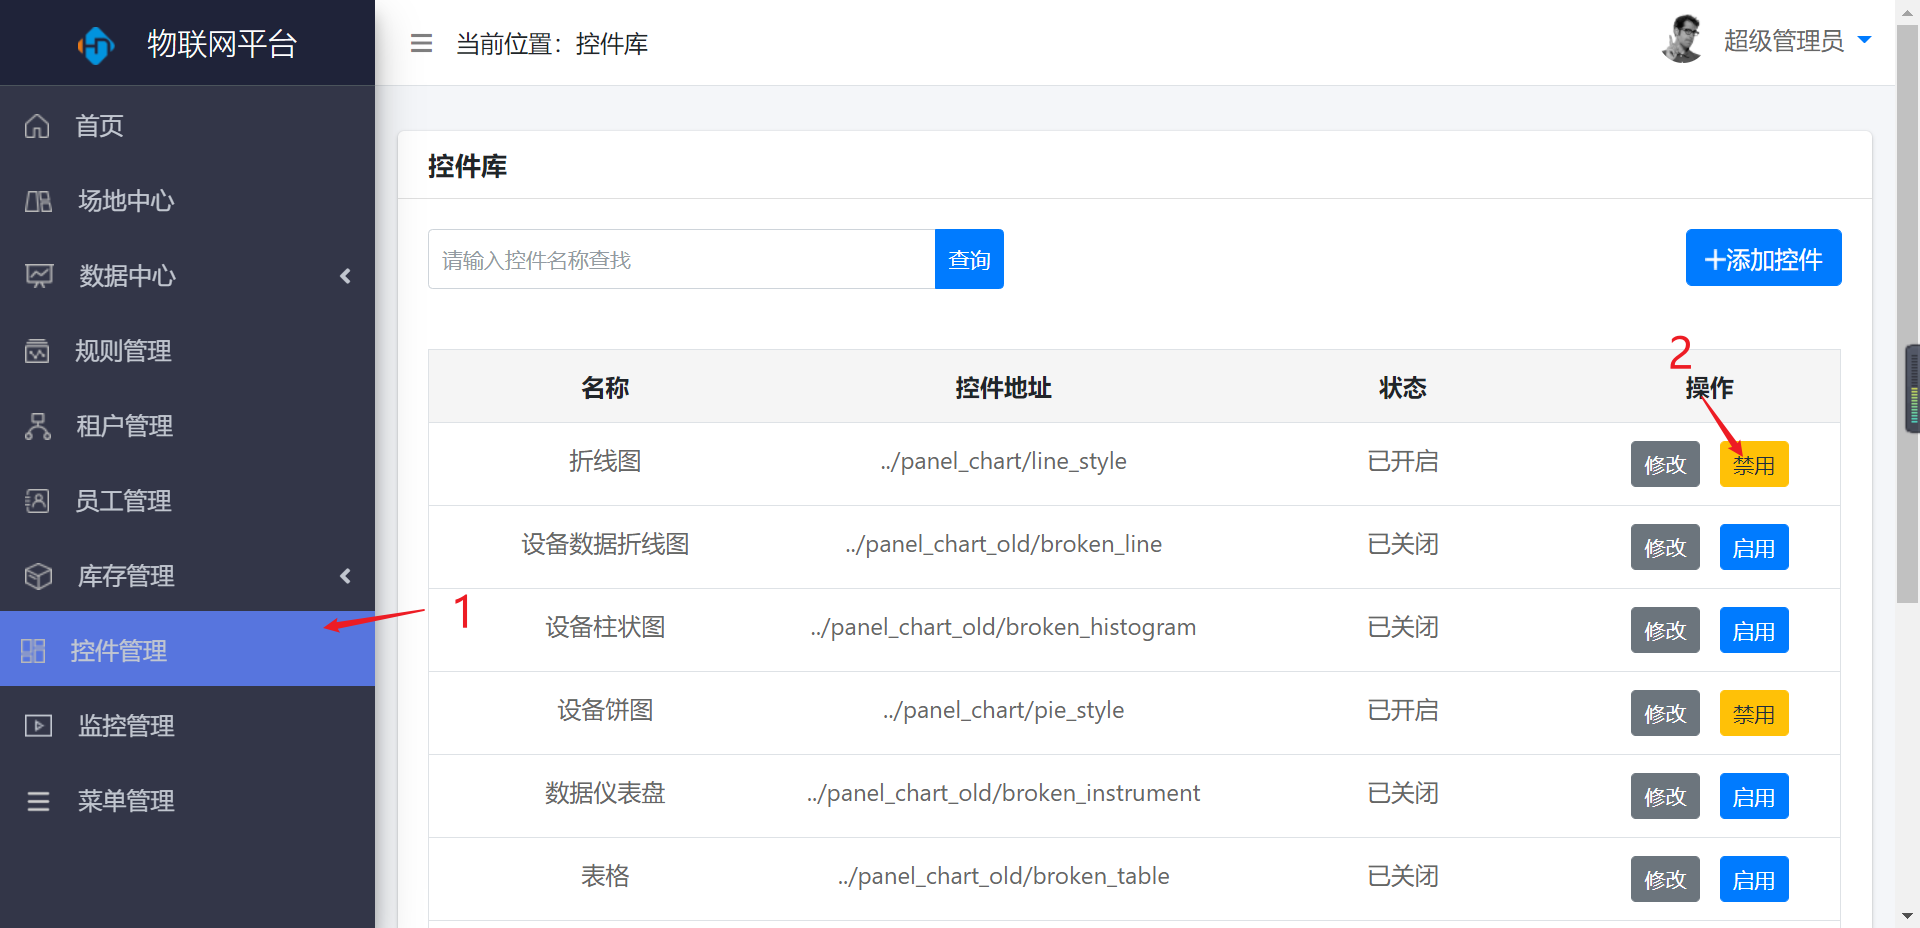 物联网平台
当前位置：控件库
超级管理员
首页
场地中心
数据中心
规则管理
租户管理
员工管理
库存管理
控件管理
监控管理
菜单管理
1
控件库
请输入控件名称查找
查询
+添加控件
2
名称 控件地址 状态 操作
折线图 ../panel_chart/line_style 已开启 修改 禁用
设备数据折线图 ../panel_chart_old/broken_line 已关闭 修改 启用
设备柱状图 ../panel_chart_old/broken_histogram 已关闭 修改 启用
设备饼图 ../panel_chart/pie_style 已开启 修改 禁用
数据仪表盘 ../panel_chart_old/broken_instrument 已关闭 修改 启用
表格 ../panel_chart_old/broken_table 已关闭 修改 启用